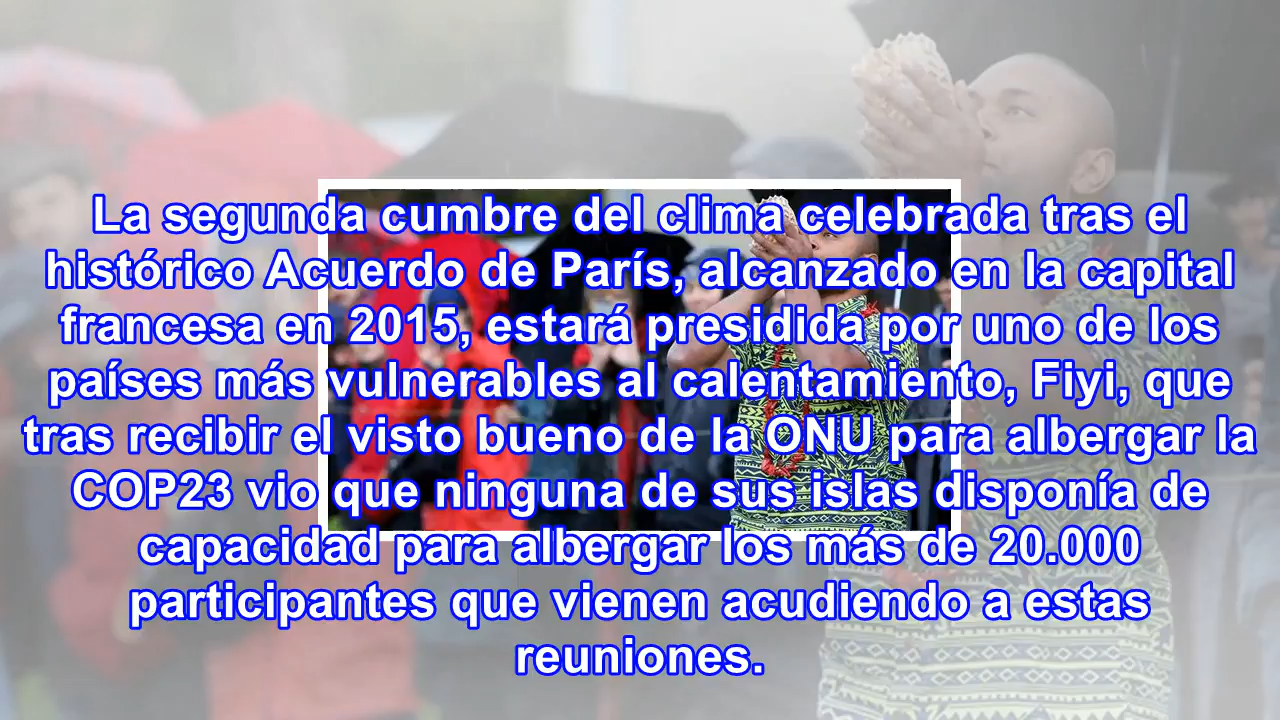 La segunda cumbre del clima celebrada tras el
histórico Acuerdo de París, alcanzado en la capital
francesa en 2015, estará presidida por uno de los
países más vulnerables al calentamiento, Fiyi, que
tras recibir el visto bueno de la ONU para albergar la
COP23 vio que ninguna de sus islas disponía de
capacidad para albergar los más de 20.000
participantes que vienen acudiendo a estas
reuniones.